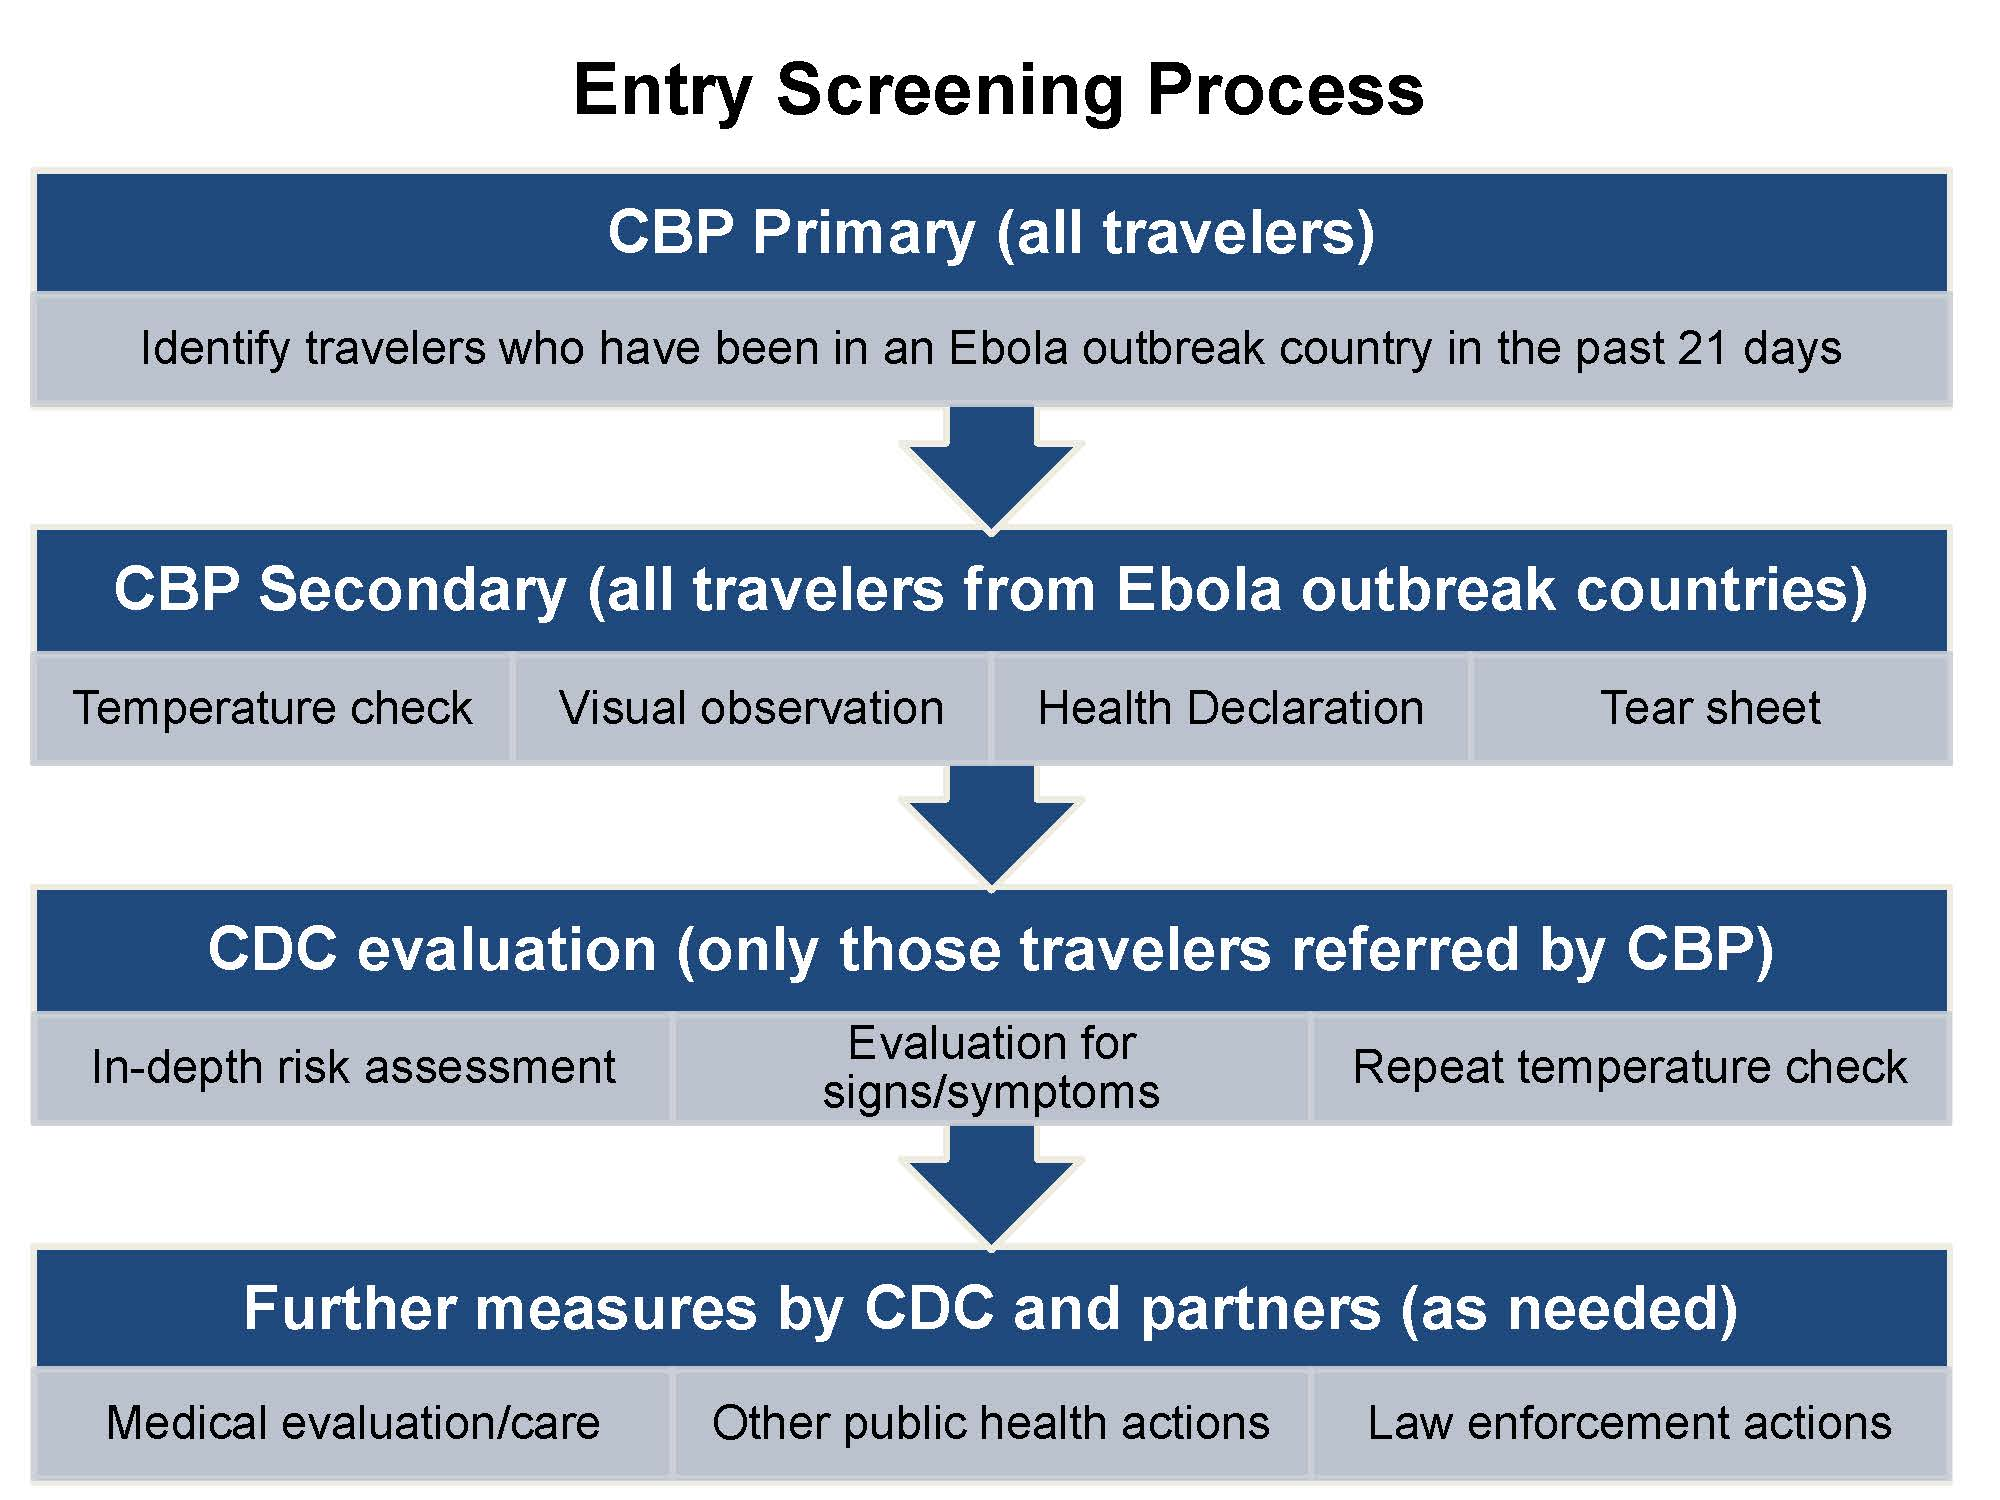 Entry Screening Process
CBP Primary (all travelers)
Identify travelers who have been in an Ebola outbreak country in the past 21 days
CBP Secondary (all travelers from Ebola outbreak countries)
Temperature check
Visual observation
Health Declaration
Tear sheet
CDC evaluation (only those travelers referred by CBP)
In-depth risk assessment
Evaluation for
signs/symptoms
Repeat temperature check
Further measures by CDC and partners (as needed)
Medical evaluation/care
Other public health actions
Law enforcement actions